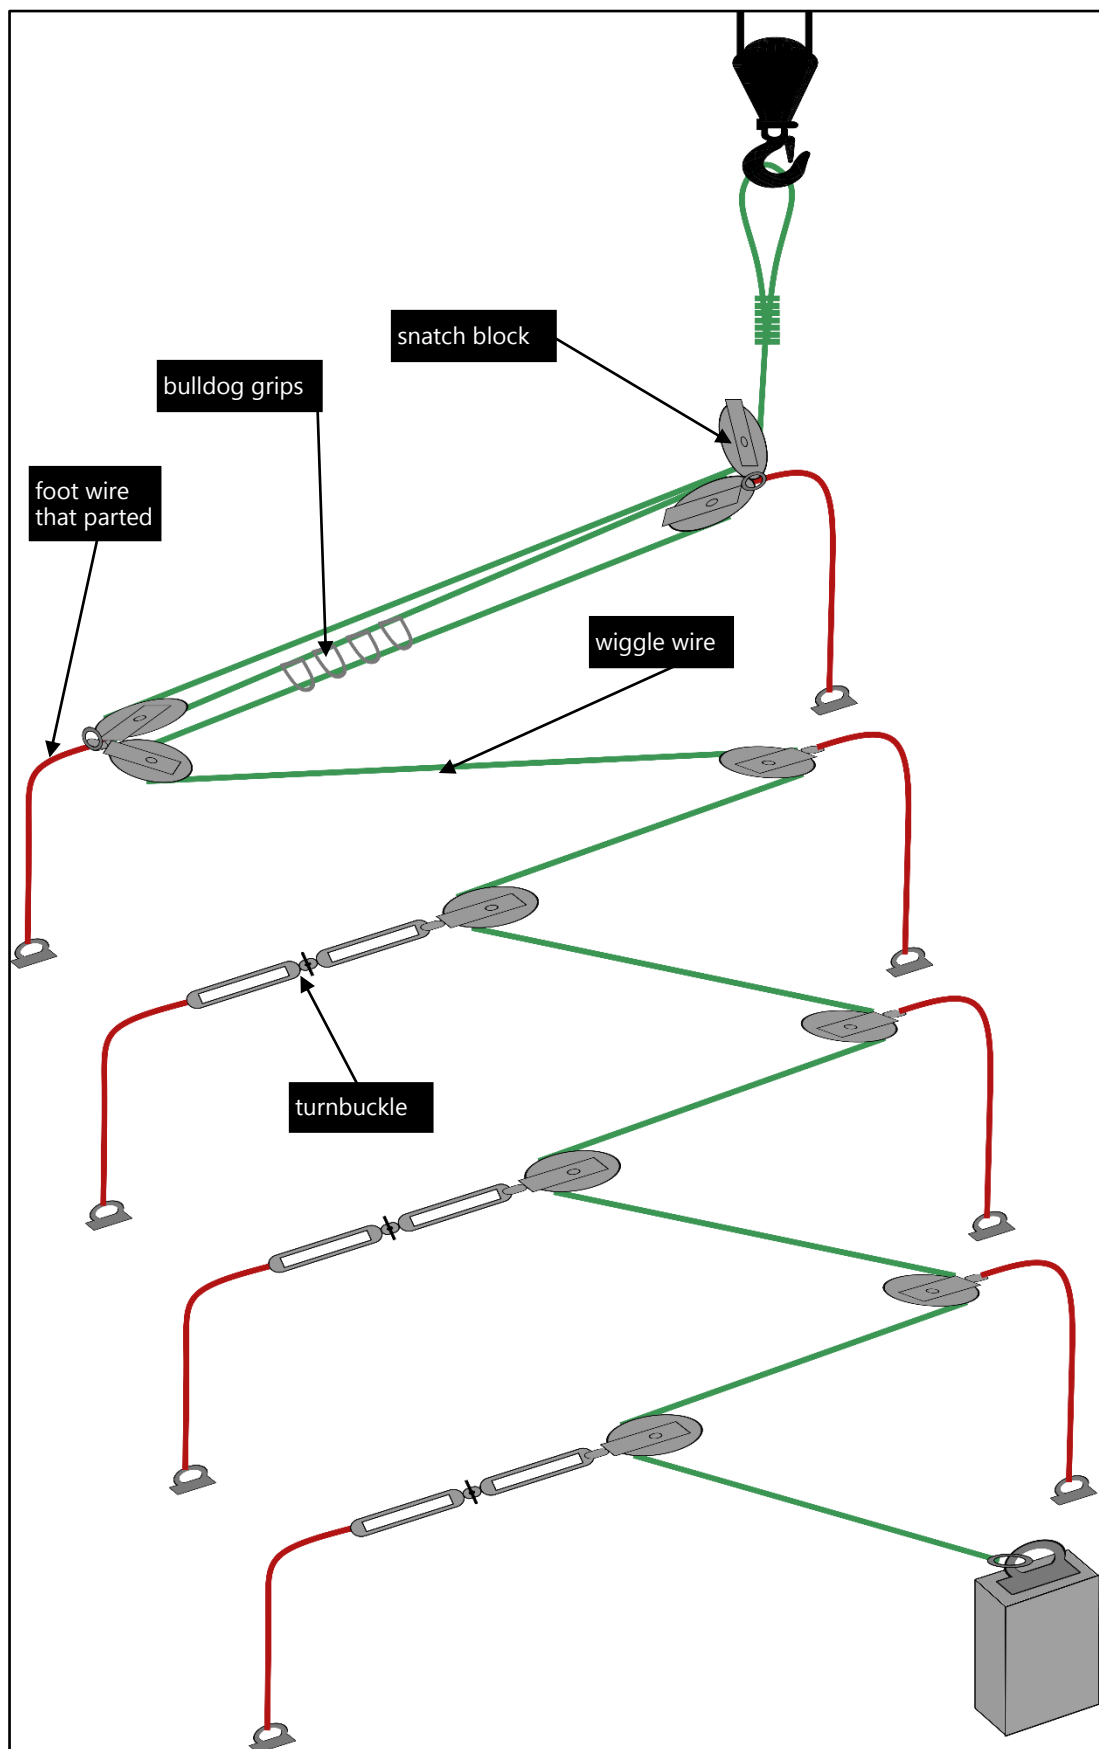 snatch block
bulldog grips
foot wire
that parted
wiggle wire
turnbuckle